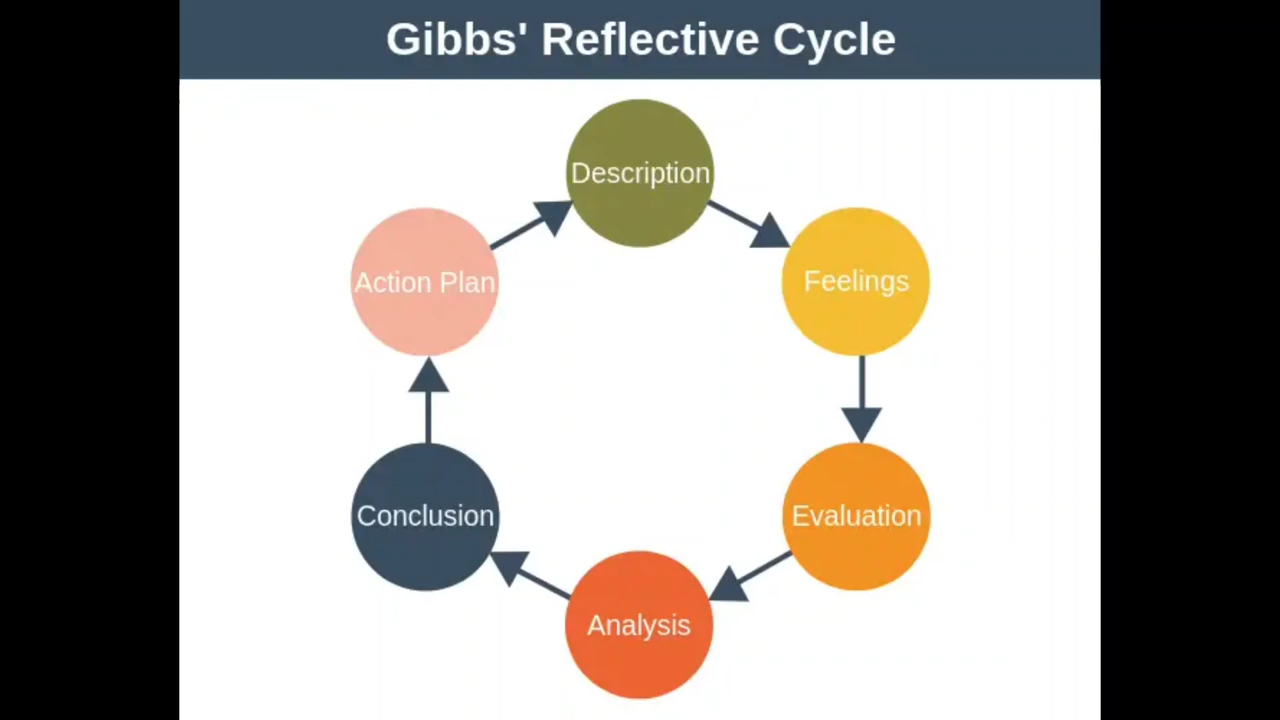 Gibbs' Reflective Cycle
Description
Feelings
Evaluation
Analysis
Conclusion
Action Plan